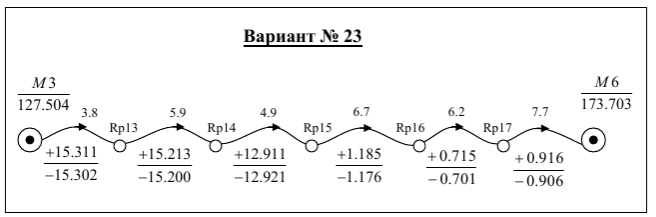 Вариант № 23
М 3
127.504
М 6
173.703
3.8 5.9 4.9 6.7 6.2 7.7
Rp13 Rp14 Rp15 Rp16 Rp17
+15.311 +15.213 +12.911 +1.185 + 0.715 + 0.916
−15.302 −15.200 −12.921 −1.176 − 0.701 − 0.906